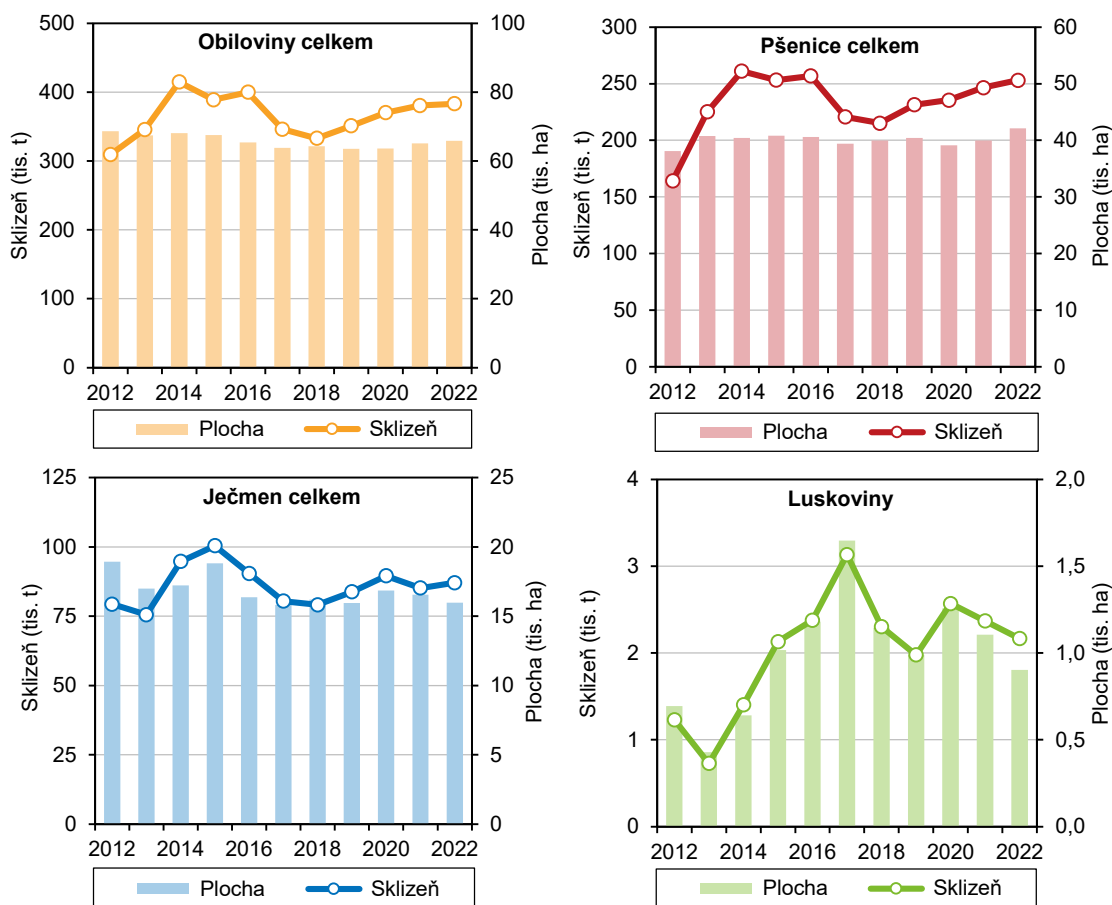 Obiloviny celkem
Sklizeň (tis. t)
500
400
300
200
100
0
Plocha (tis. ha)
100
80
60
40
20
0
2012 2014 2016 2018 2020 2022
Plocha Sklizeň
Pšenice celkem
Sklizeň (tis. t)
300
250
200
150
100
50
0
Plocha (tis. ha)
60
50
40
30
20
10
0
2012 2014 2016 2018 2020 2022
Plocha Sklizeň
Ječmen celkem
Sklizeň (tis. t)
125
100
75
50
25
0
Plocha (tis. ha)
25
20
15
10
5
0
2012 2014 2016 2018 2020 2022
Plocha Sklizeň
Luskoviny
Sklizeň (tis. t)
4
3
2
1
0
Plocha (tis. ha)
2,0
1,5
1,0
0,5
0,0
2012 2014 2016 2018 2020 2022
Plocha Sklizeň